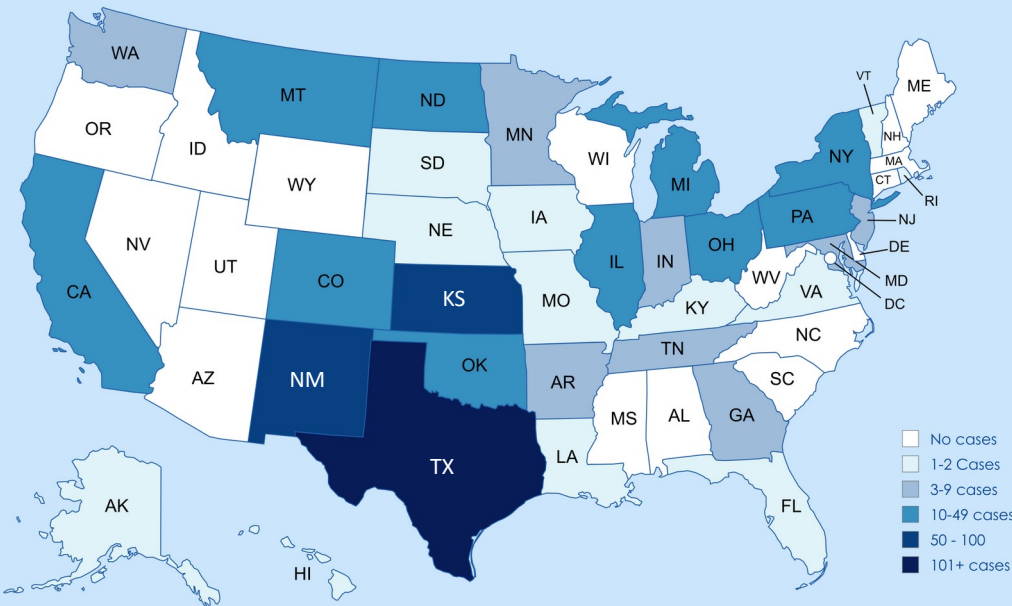 WA
MT
ND
MN
VT
ME
OR
ID
SD
WI
NY
NH
MA
WY
MI
CT
RI
IA
PA
NJ
NE
NV
UT
IL
IN
OH
DE
CO
KS
MO
WV
MD
CA
VA
DC
KY
NC
TN
AZ
NM
OK
AR
SC
MS
AL
GA
TX
LA
FL
AK
HI
No cases
1-2 Cases
3-9 cases
10-49 cases
50 - 100
101+ cases